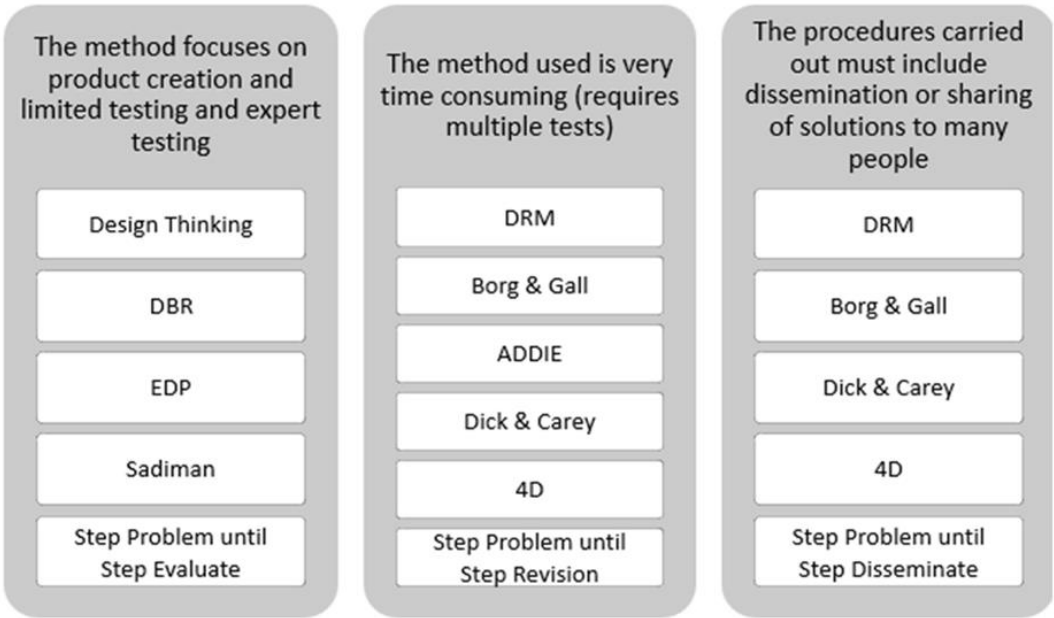 The method focuses on
product creation and
limited testing and expert
testing
Design Thinking
DBR
EDP
Sadiman
Step Problem until
Step Evaluate
The method used is very
time consuming (requires
multiple tests)
DRM
Borg & Gall
ADDIE
Dick & Carey
4D
Step Problem until
Step Revision
The procedures carried
out must include
dissemination or sharing
of solutions to many
people
DRM
Borg & Gall
Dick & Carey
4D
Step Problem until
Step Disseminate